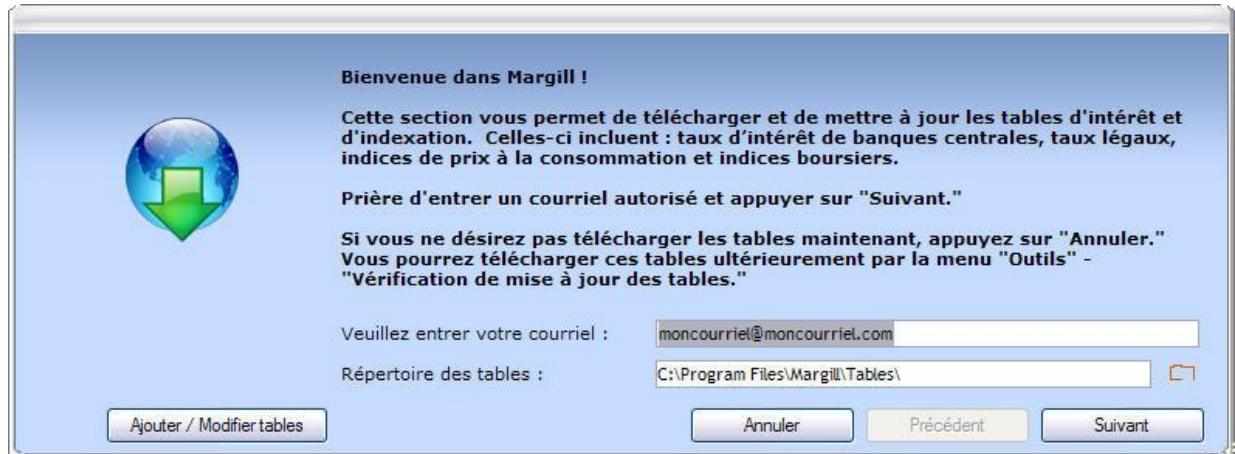 Bienvenue dans Margill !
Cette section vous permet de télécharger et de mettre à jour les tables d'intérêt et
d'indexation.  Celles-ci incluent : taux d’intérêt de banques centrales, taux légaux,
indices de prix à la consommation et indices boursiers.
Prière d'entrer un courriel autorisé et appuyer sur "Suivant."
Si vous ne désirez pas télécharger les tables maintenant, appuyez sur "Annuler."
Vous pourrez télécharger ces tables ultérieurement par la menu "Outils" -
"Vérification de mise à jour des tables."
Veuillez entrer votre courriel : moncourriel@moncourriel.com
Répertoire des tables : C:\Program Files\Margill\Tables\
Ajouter / Modifier tables Annuler Précédent Suivant